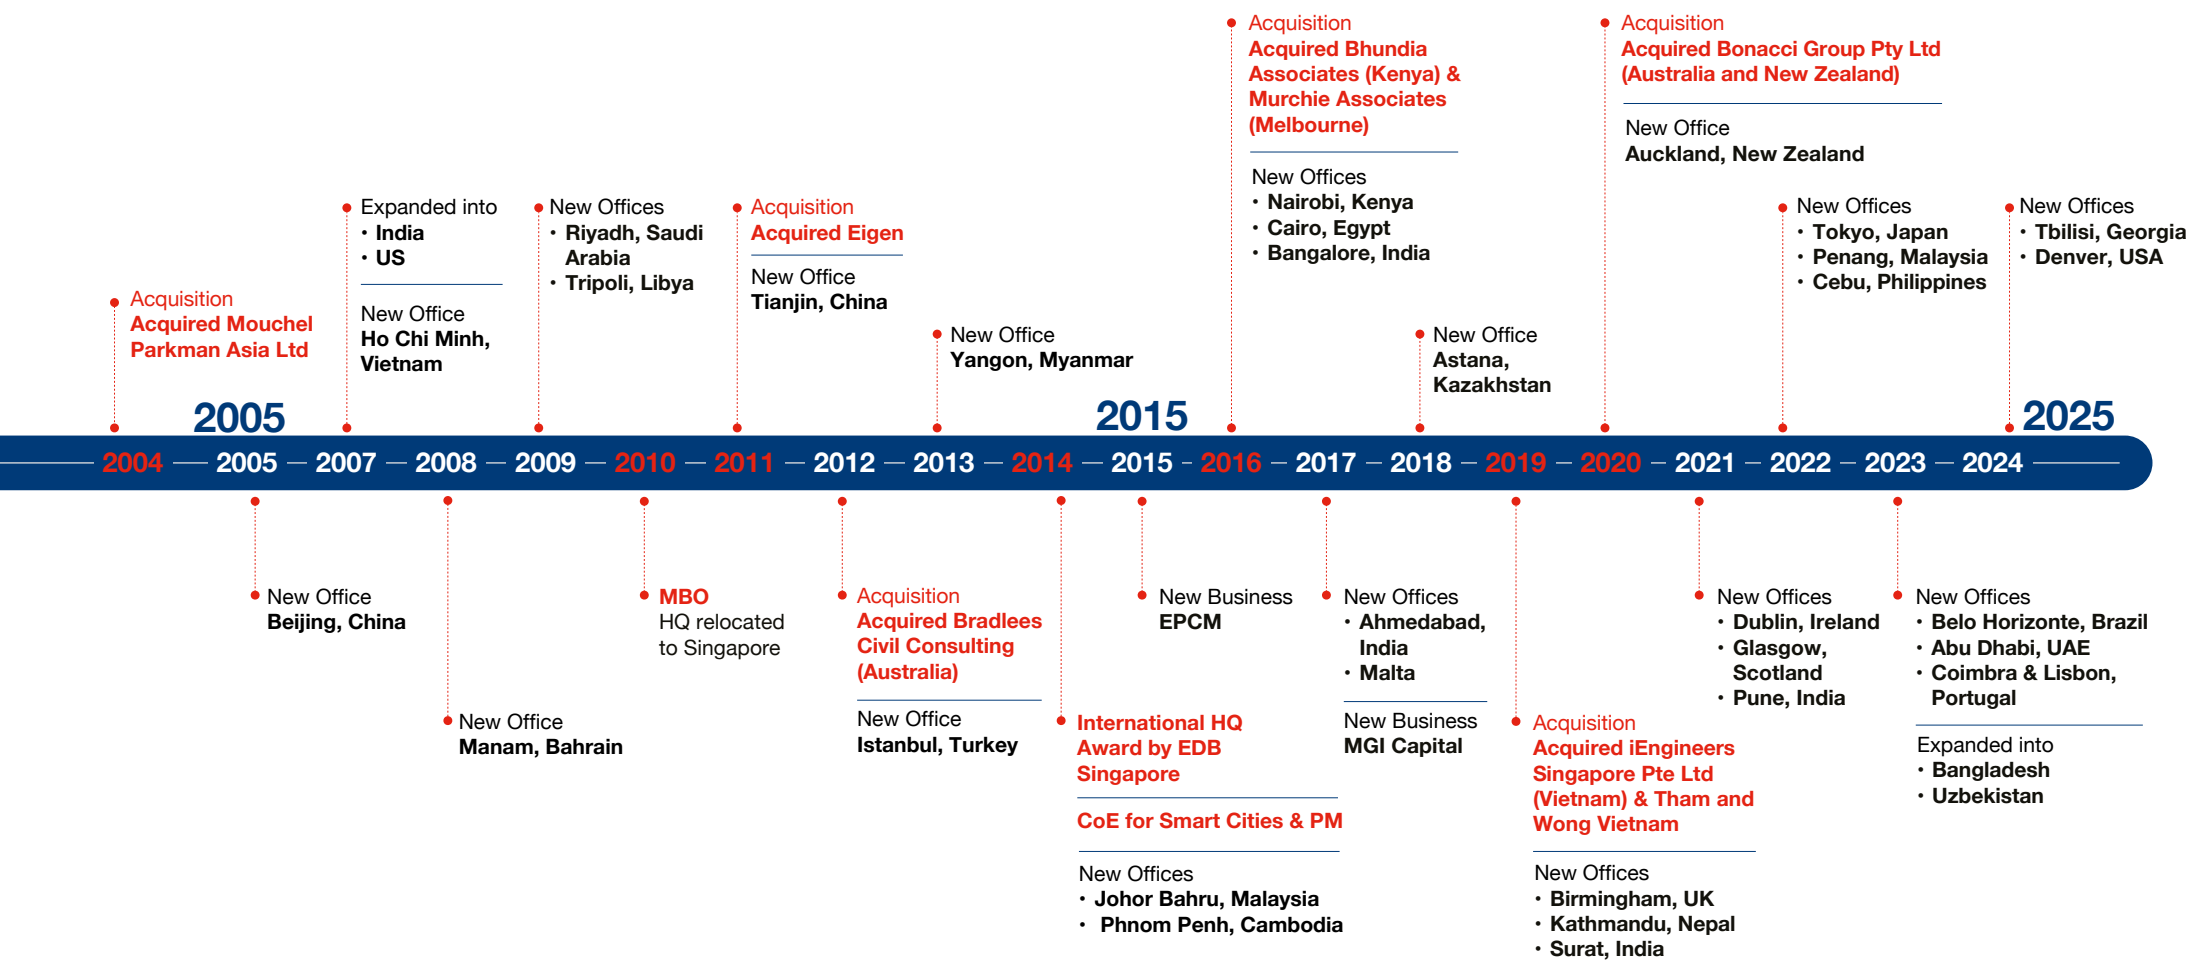 Acquisition
Acquired Mouchel
Parkman Asia Ltd
Expanded into
• India
• US
New Office
Ho Chi Minh,
Vietnam
New Offices
• Riyadh, Saudi
Arabia
• Tripoli, Libya
Acquisition
Acquired Eigen
New Office
Tianjin, China
New Office
Yangon, Myanmar
Acquisition
Acquired Bhundia
Associates (Kenya) &
Murchie Associates
(Melbourne)
New Offices
• Nairobi, Kenya
• Cairo, Egypt
• Bangalore, India
New Office
Astana,
Kazakhstan
Acquisition
Acquired Bonacci Group Pty Ltd
(Australia and New Zealand)
New Office
Auckland, New Zealand
New Offices
• Tokyo, Japan
• Penang, Malaysia
• Cebu, Philippines
New Offices
• Tbilisi, Georgia
• Denver, USA
2005
2015
2025
2004 2005 2007 2008 2009 2010 2011 2012 2013 2014 2015 2016 2017 2018 2019 2020 2021 2022 2023 2024
New Office
Beijing, China
New Office
Manam, Bahrain
MBO
HQ relocated
to Singapore
Acquisition
Acquired Bradlees
Civil Consulting
(Australia)
New Office
Istanbul, Turkey
International HQ
Award by EDB
Singapore
CoE for Smart Cities & PM
New Offices
• Johor Bahru, Malaysia
• Phnom Penh, Cambodia
New Business
EPCM
New Offices
• Ahmedabad,
India
• Malta
New Business
MGI Capital
Acquisition
Acquired iEngineers
Singapore Pte Ltd
(Vietnam) & Tham and
Wong Vietnam
New Offices
• Birmingham, UK
• Kathmandu, Nepal
• Surat, India
New Offices
• Dublin, Ireland
• Glasgow,
Scotland
• Pune, India
New Offices
• Belo Horizonte, Brazil
• Abu Dhabi, UAE
• Coimbra & Lisbon,
Portugal
Expanded into
• Bangladesh
• Uzbekistan